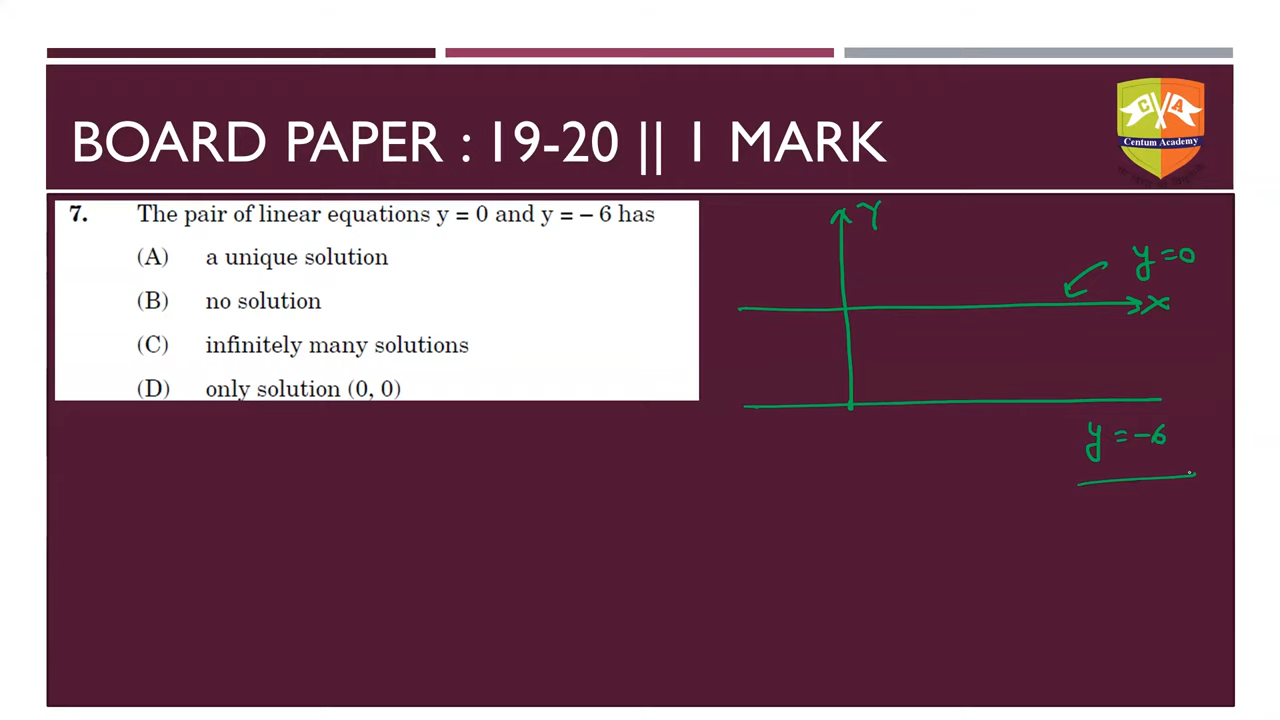 BOARD PAPER : 19-20 || 1 MARK
C A
Centum Academy
7. The pair of linear equations y = 0 and y = – 6 has
(A) a unique solution
(B) no solution
(C) infinitely many solutions
(D) only solution (0, 0)
Y
y = 0
X
y = -6